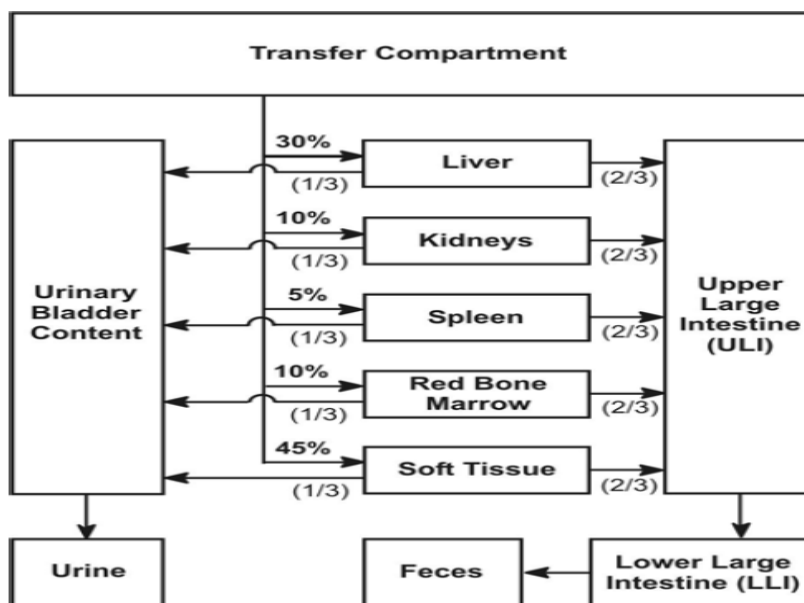 Transfer Compartment
30%
Liver
(1/3)
(2/3)
10%
Kidneys
(1/3)
(2/3)
Urinary
Bladder
Content
5%
Spleen
(1/3)
(2/3)
Upper
Large
Intestine
(ULI)
10%
Red Bone
Marrow
(1/3)
(2/3)
45%
Soft Tissue
(1/3)
(2/3)
Urine
Feces
Lower Large
Intestine (LLI)